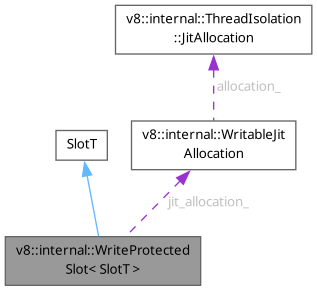 v8::internal::ThreadIsolation
::JitAllocation
allocation_
SlotT
v8::internal::WritableJit
Allocation
jit_allocation_
v8::internal::WriteProtected
Slot< SlotT >